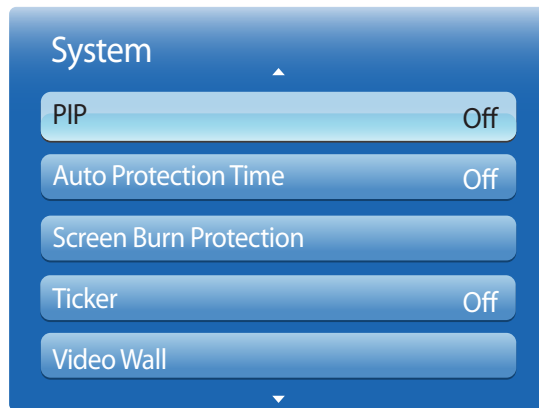 System
PIP Off
Auto Protection Time Off
Screen Burn Protection
Ticker Off
Video Wall